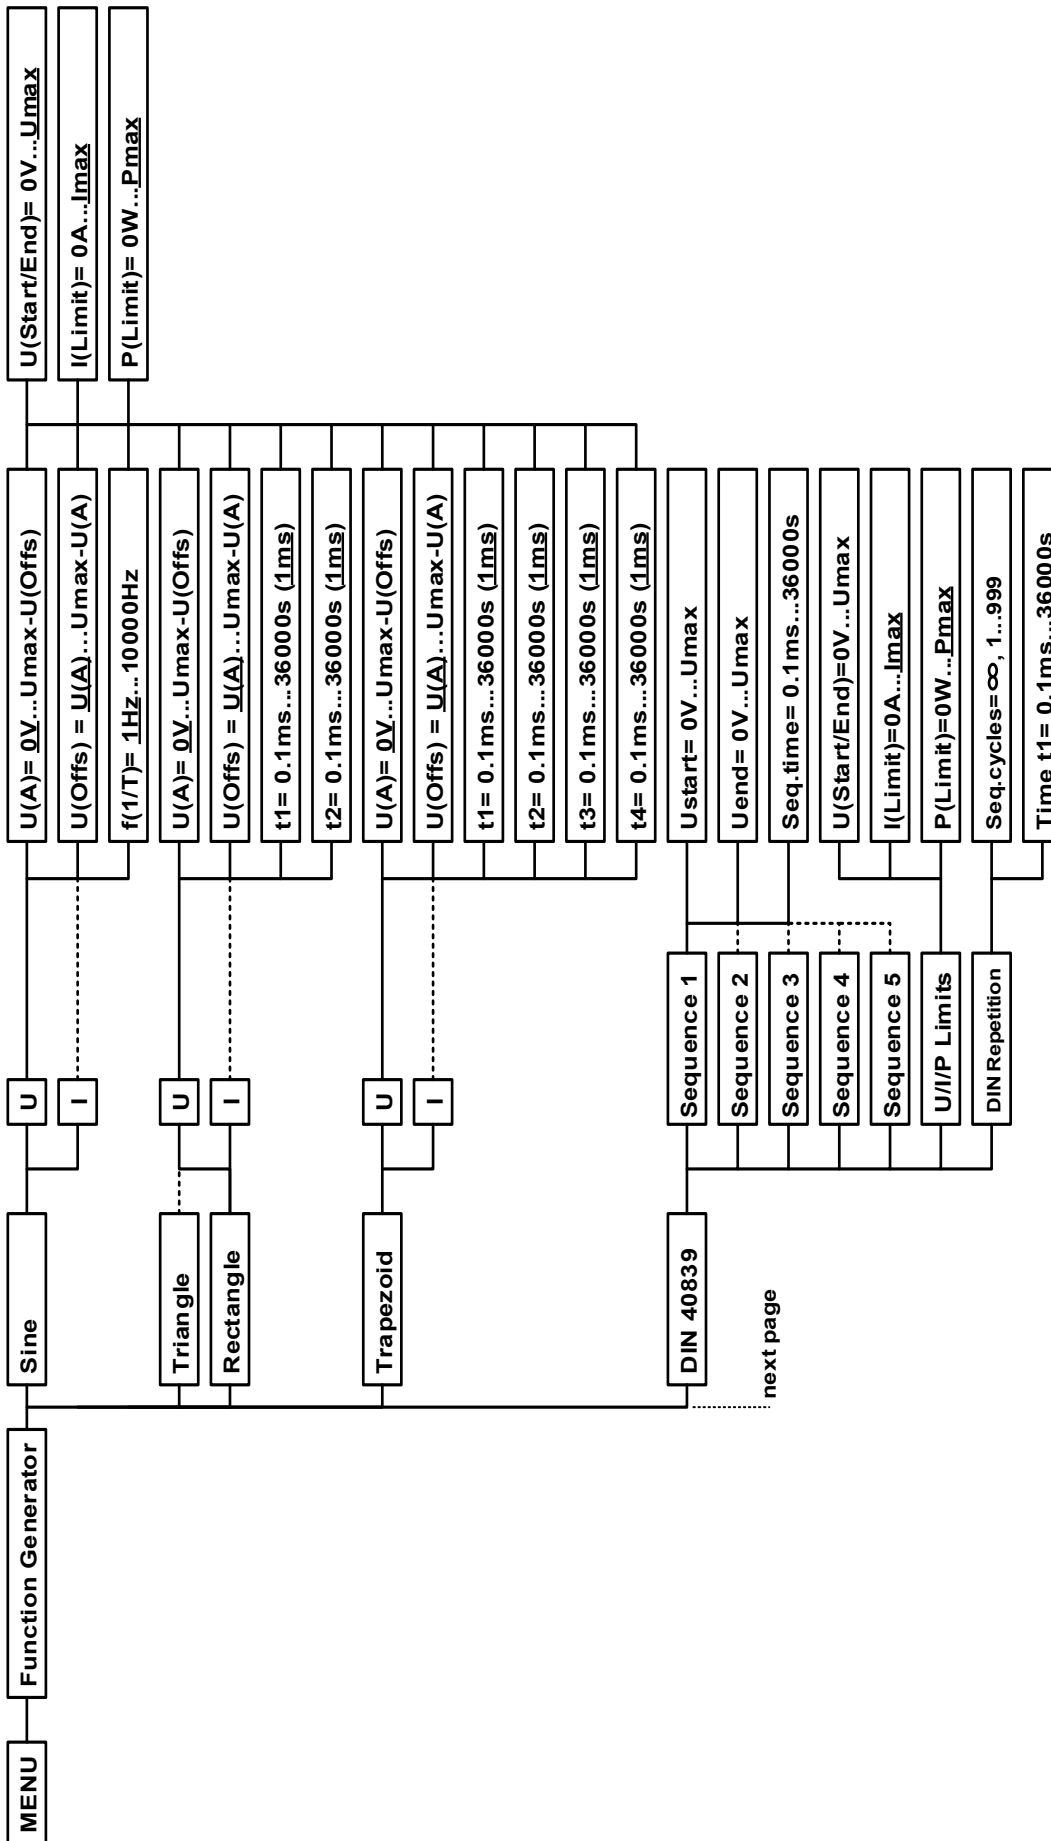 MENU
Function Generator
Sine
U
I
U(A)= 0V...Umax-U(Offs)
U(Offs) = U(A)...Umax-U(A)
f(1/T)= 1Hz...10000Hz
U(Start/End)= 0V...Umax
I(Limit)= 0A...Imax
P(Limit)= 0W...Pmax
Triangle
Rectangle
U
I
U(A)= 0V...Umax-U(Offs)
U(Offs) = U(A)...Umax-U(A)
t1= 0.1ms...36000s (1ms)
t2= 0.1ms...36000s (1ms)
Trapezoid
U
I
U(A)= 0V...Umax-U(Offs)
U(Offs) = U(A)...Umax-U(A)
t1= 0.1ms...36000s (1ms)
t2= 0.1ms...36000s (1ms)
t3= 0.1ms...36000s (1ms)
t4= 0.1ms...36000s (1ms)
DIN 40839
next page
Sequence 1
Sequence 2
Sequence 3
Sequence 4
Sequence 5
U/I/P Limits
DIN Repetition
Ustart= 0V...Umax
Uend= 0V...Umax
Seq.time= 0.1ms...36000s
U(Start/End)=0V...Umax
I(Limit)=0A...Imax
P(Limit)=0W...Pmax
Seq.cycles=∞, 1...999
Time t1= 0.1ms...36000s